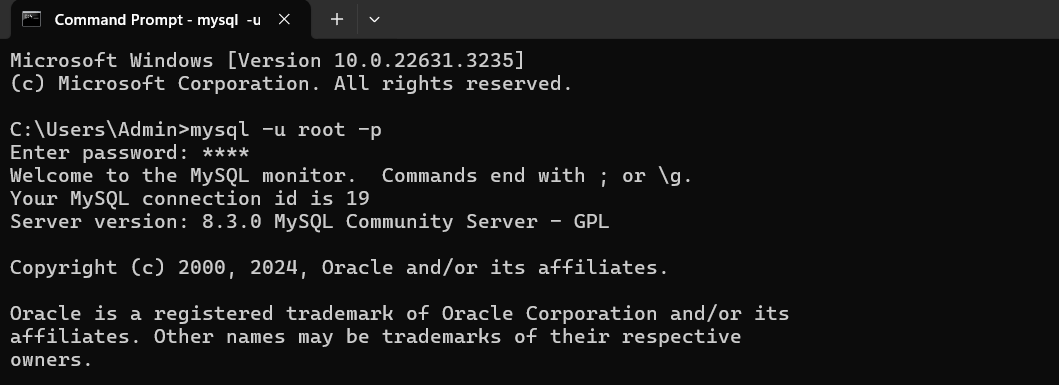 Command Prompt - mysql -u
Microsoft Windows [Version 10.0.22631.3235]
(c) Microsoft Corporation. All rights reserved.
C:\Users\Admin>mysql -u root -p
Enter password: ****
Welcome to the MySQL monitor.  Commands end with ; or \g.
Your MySQL connection id is 19
Server version: 8.3.0 MySQL Community Server - GPL
Copyright (c) 2000, 2024, Oracle and/or its affiliates.
Oracle is a registered trademark of Oracle Corporation and/or its
affiliates. Other names may be trademarks of their respective
owners.